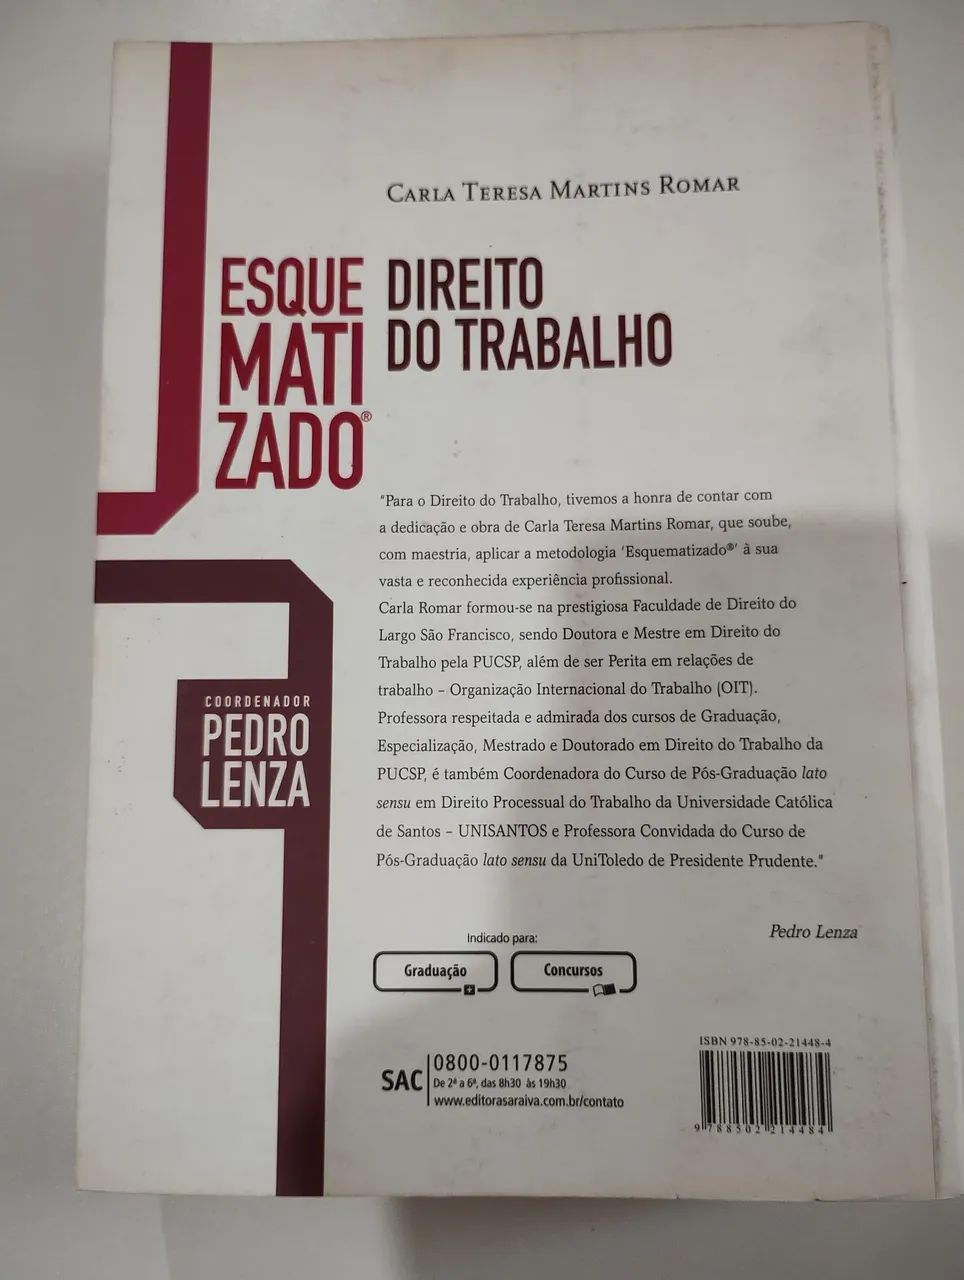 CARLA TERESA MARTINS ROMAR
ESQUE
MATI
ZADO®
DIREITO
DO TRABALHO
"Para o Direito do Trabalho, tivemos a honra de contar com
a dedicação e obra de Carla Teresa Martins Romar, que soube,
com maestria, aplicar a metodologia 'Esquematizado®' à sua
vasta e reconhecida experiência profissional.
Carla Romar formou-se na prestigiosa Faculdade de Direito do
Largo São Francisco, sendo Doutora e Mestre em Direito do
Trabalho pela PUCSP, além de ser Perita em relações de
trabalho – Organização Internacional do Trabalho (OIT).
Professora respeitada e admirada dos cursos de Graduação,
Especialização, Mestrado e Doutorado em Direito do Trabalho da
PUCSP, é também Coordenadora do Curso de Pós-Graduação lato
sensu em Direito Processual do Trabalho da Universidade Católica
de Santos – UNISANTOS e Professora Convidada do Curso de
Pós-Graduação lato sensu da UniToledo de Presidente Prudente."
Pedro Lenza
COORDENADOR
PEDRO
LENZA
Indicado para:
Graduação
Concursos
SAC
0800-0117875
De 2ª a 6ª, das 8h30 às 19h30
www.editorasaraiva.com.br/contato
ISBN 978-85-02-21448-4
9 788502 214484